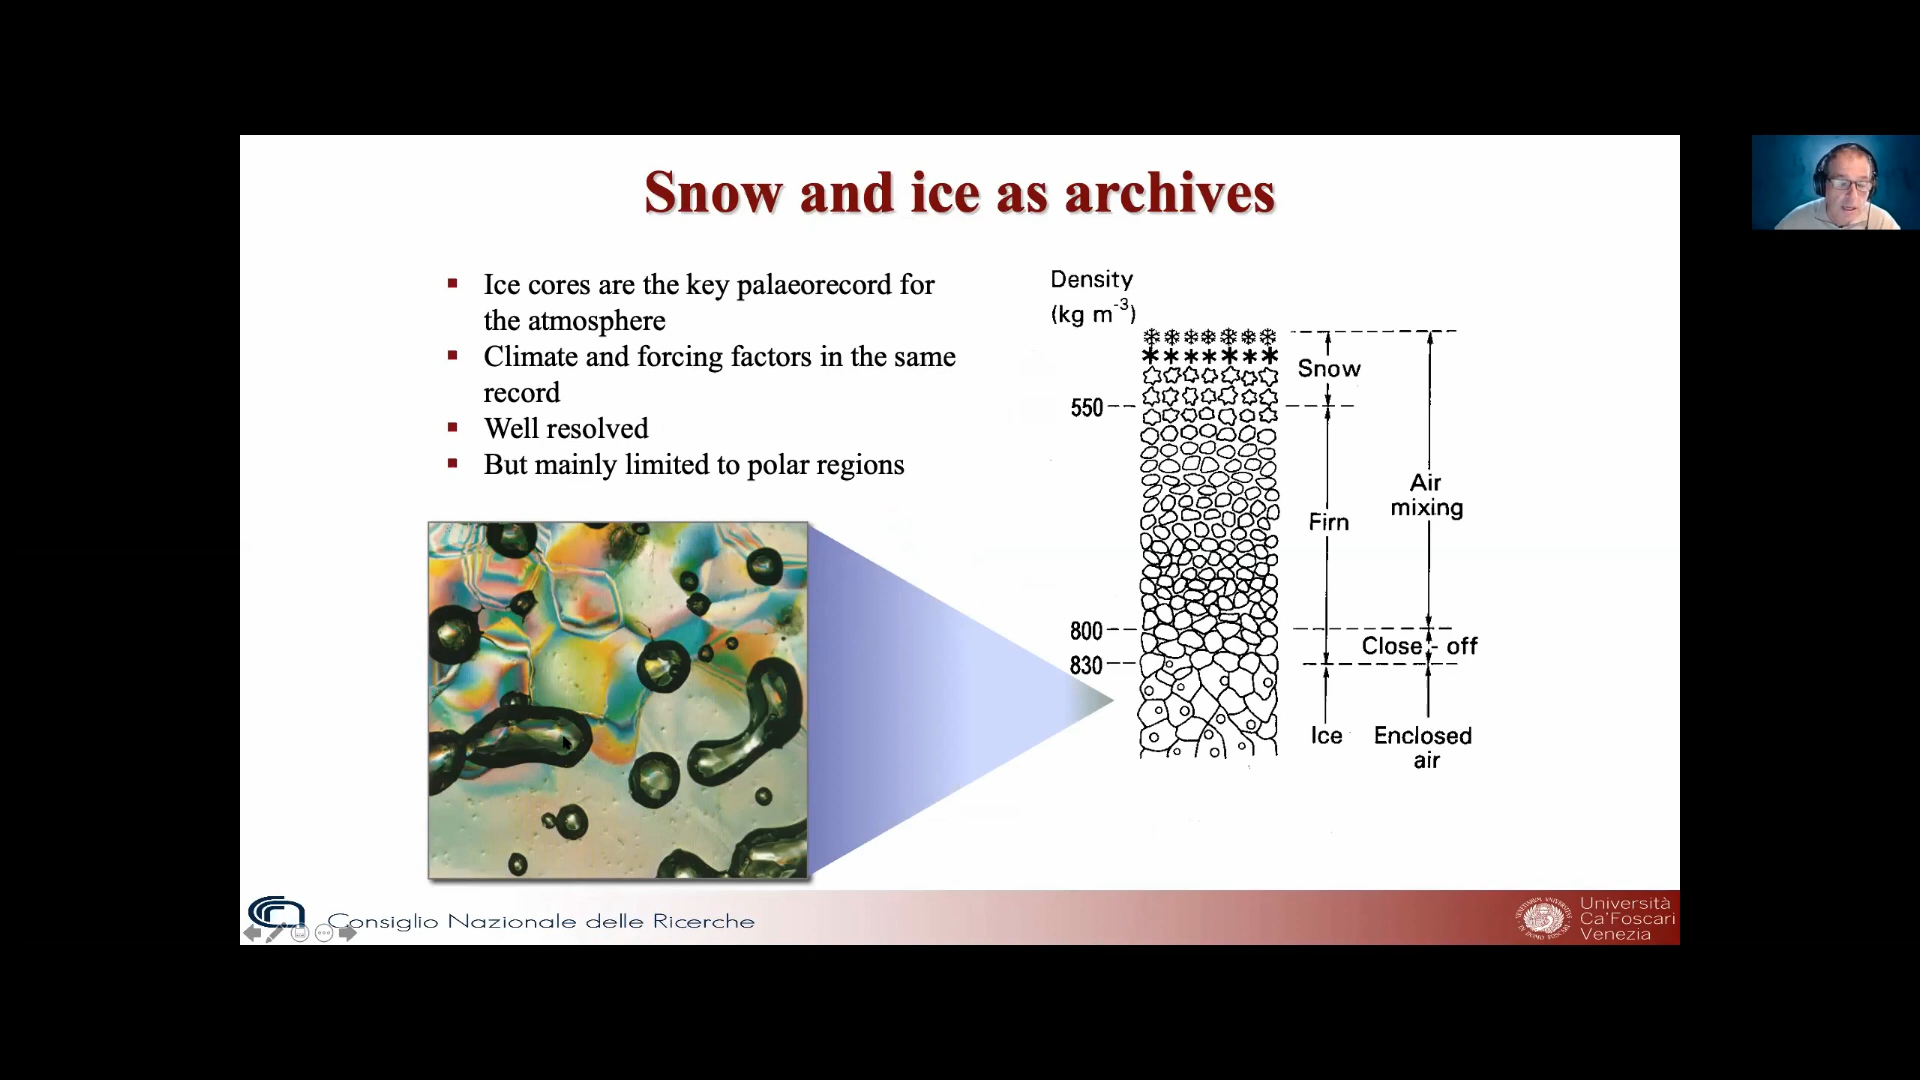 Snow and ice as archives
Ice cores are the key palaeorecord for
the atmosphere
Climate and forcing factors in the same
record
Well resolved
But mainly limited to polar regions
Density
(kg m⁻³)
Snow
550
Air
mixing
Firn
800
Close - off
830
Ice
Enclosed
air
Consiglio Nazionale delle Ricerche
Università
Ca'Foscari
Venezia